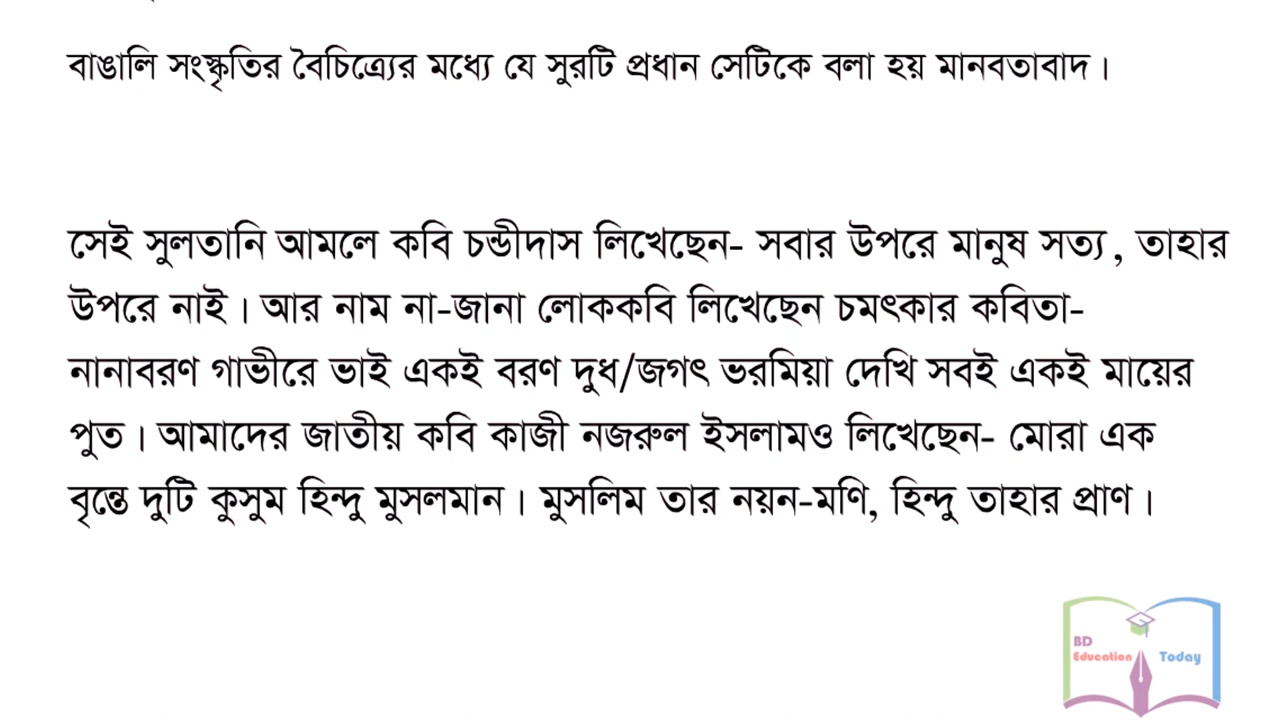 বাঙালি সংস্কৃতির বৈচিত্র্যের মধ্যে যে সুরটি প্রধান সেটিকে বলা হয় মানবতাবাদ।
সেই সুলতানি আমলে কবি চন্ডীদাস লিখেছেন- সবার উপরে মানুষ সত্য, তাহার
উপরে নাই। আর নাম না-জানা লোককবি লিখেছেন চমৎকার কবিতা-
নানাবরণ গাভীরে ভাই একই বরণ দুধ/জগৎ ভরমিয়া দেখি সবই একই মায়ের
পুত। আমাদের জাতীয় কবি কাজী নজরুল ইসলামও লিখেছেন- মোরা এক
বৃন্তে দুটি কুসুম হিন্দু মুসলমান। মুসলিম তার নয়ন-মণি, হিন্দু তাহার প্রাণ।
BD
Education Today